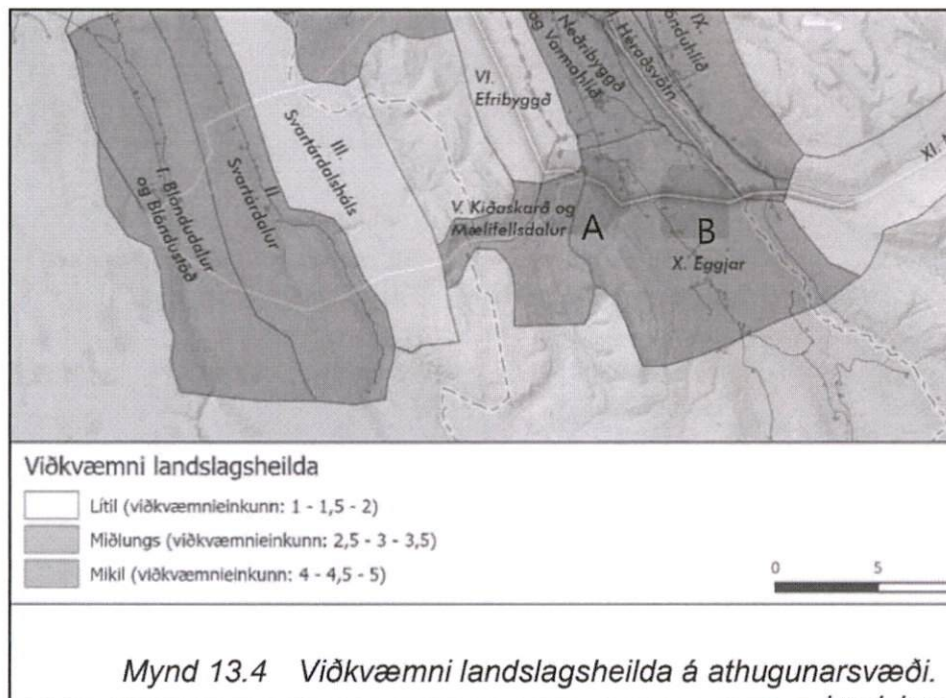 I. Blöndudalur
og Blöndustöð
II.
Svartárdalur
III.
Svartárdalsháls
VI.
Efribyggð
V. Kiðaskarð og
Mælifellsdalur
A
Neðribyggð
og Varmahlíð
Héraðsvötn
IX.
B
X. Eggjar
XI.
Viðkvæmni landslagsheilda
Lítil (viðkvæmnieinkunn: 1 - 1,5 - 2)
Miðlungs (viðkvæmnieinkunn: 2,5 - 3 - 3,5)
Mikil (viðkvæmnieinkunn: 4 - 4,5 - 5)
0 5
Mynd 13.4 Viðkvæmni landslagsheilda á athugunarsvæði.